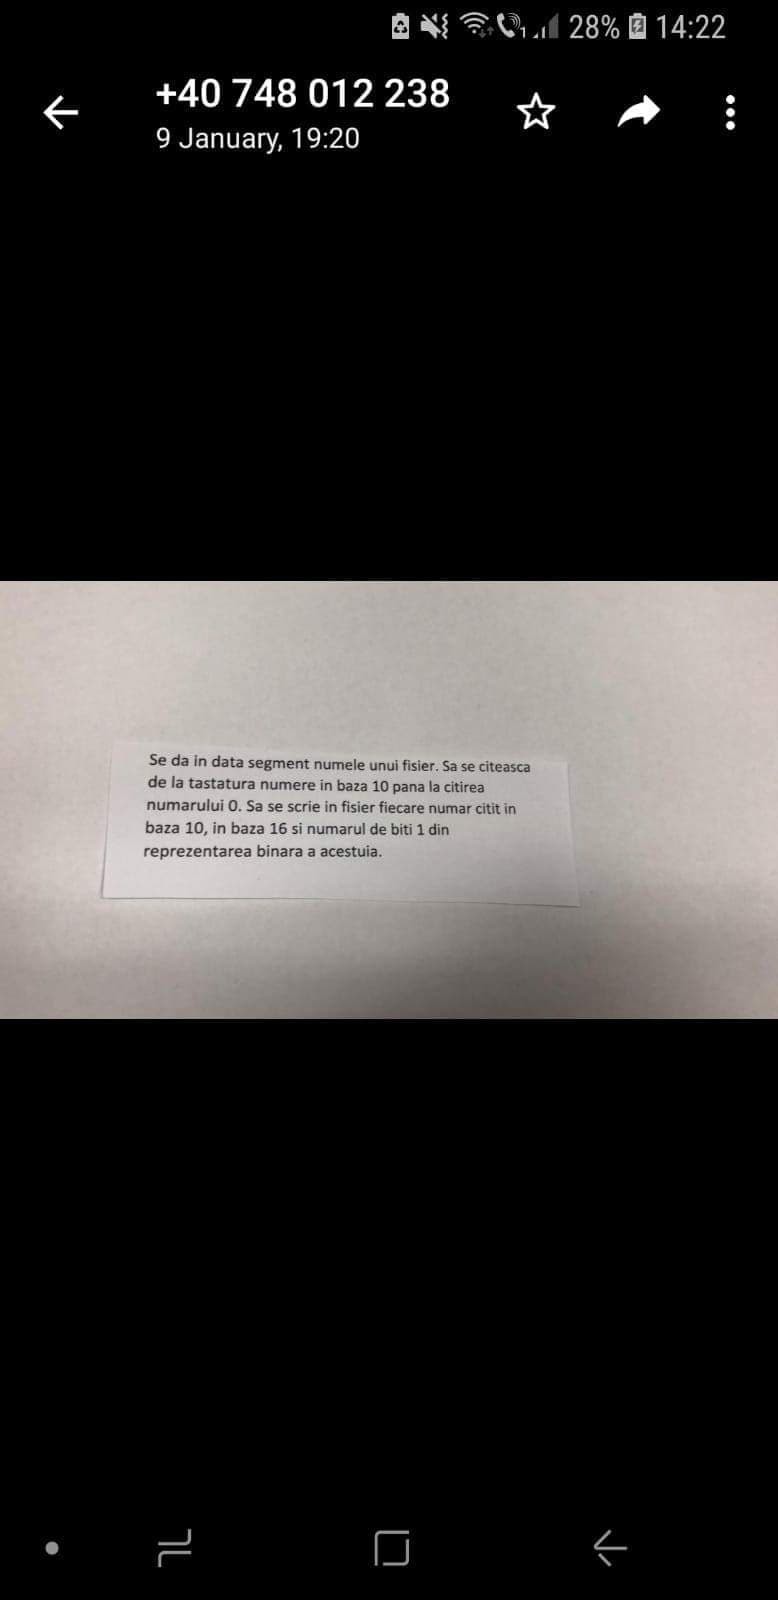 28% 14:22
+40 748 012 238
9 January, 19:20
Se da in data segment numele unui fisier. Sa se citeasca
de la tastatura numere in baza 10 pana la citirea
numarului 0. Sa se scrie in fisier fiecare numar citit in
baza 10, in baza 16 si numarul de biti 1 din
reprezentarea binara a acestuia.